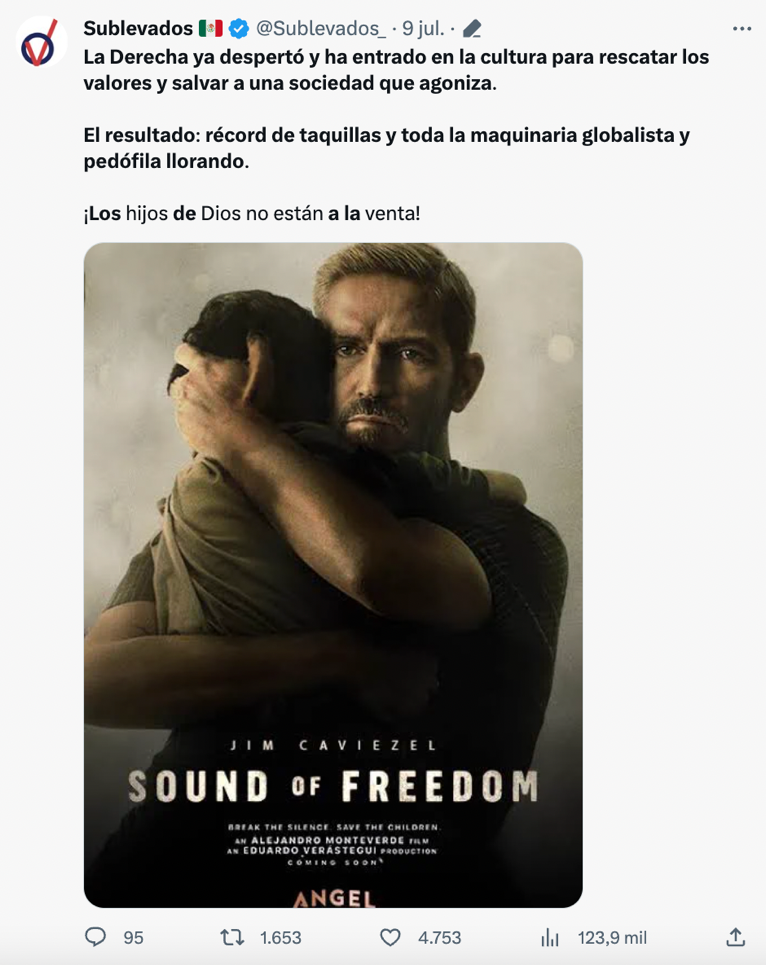 Sublevados @Sublevados_ · 9 jul. ·
La Derecha ya despertó y ha entrado en la cultura para rescatar los
valores y salvar a una sociedad que agoniza.
El resultado: récord de taquillas y toda la maquinaria globalista y
pedófila llorando.
¡Los hijos de Dios no están a la venta!
JIM CAVIEZEL
SOUND OF FREEDOM
BREAK THE SILENCE. SAVE THE CHILDREN.
AN ALEJANDRO MONTEVERDE FILM
AN EDUARDO VERÁSTEGUI PRODUCTION
COMING SOON
ANGEL
95 1.653 4.753 123,9 mil